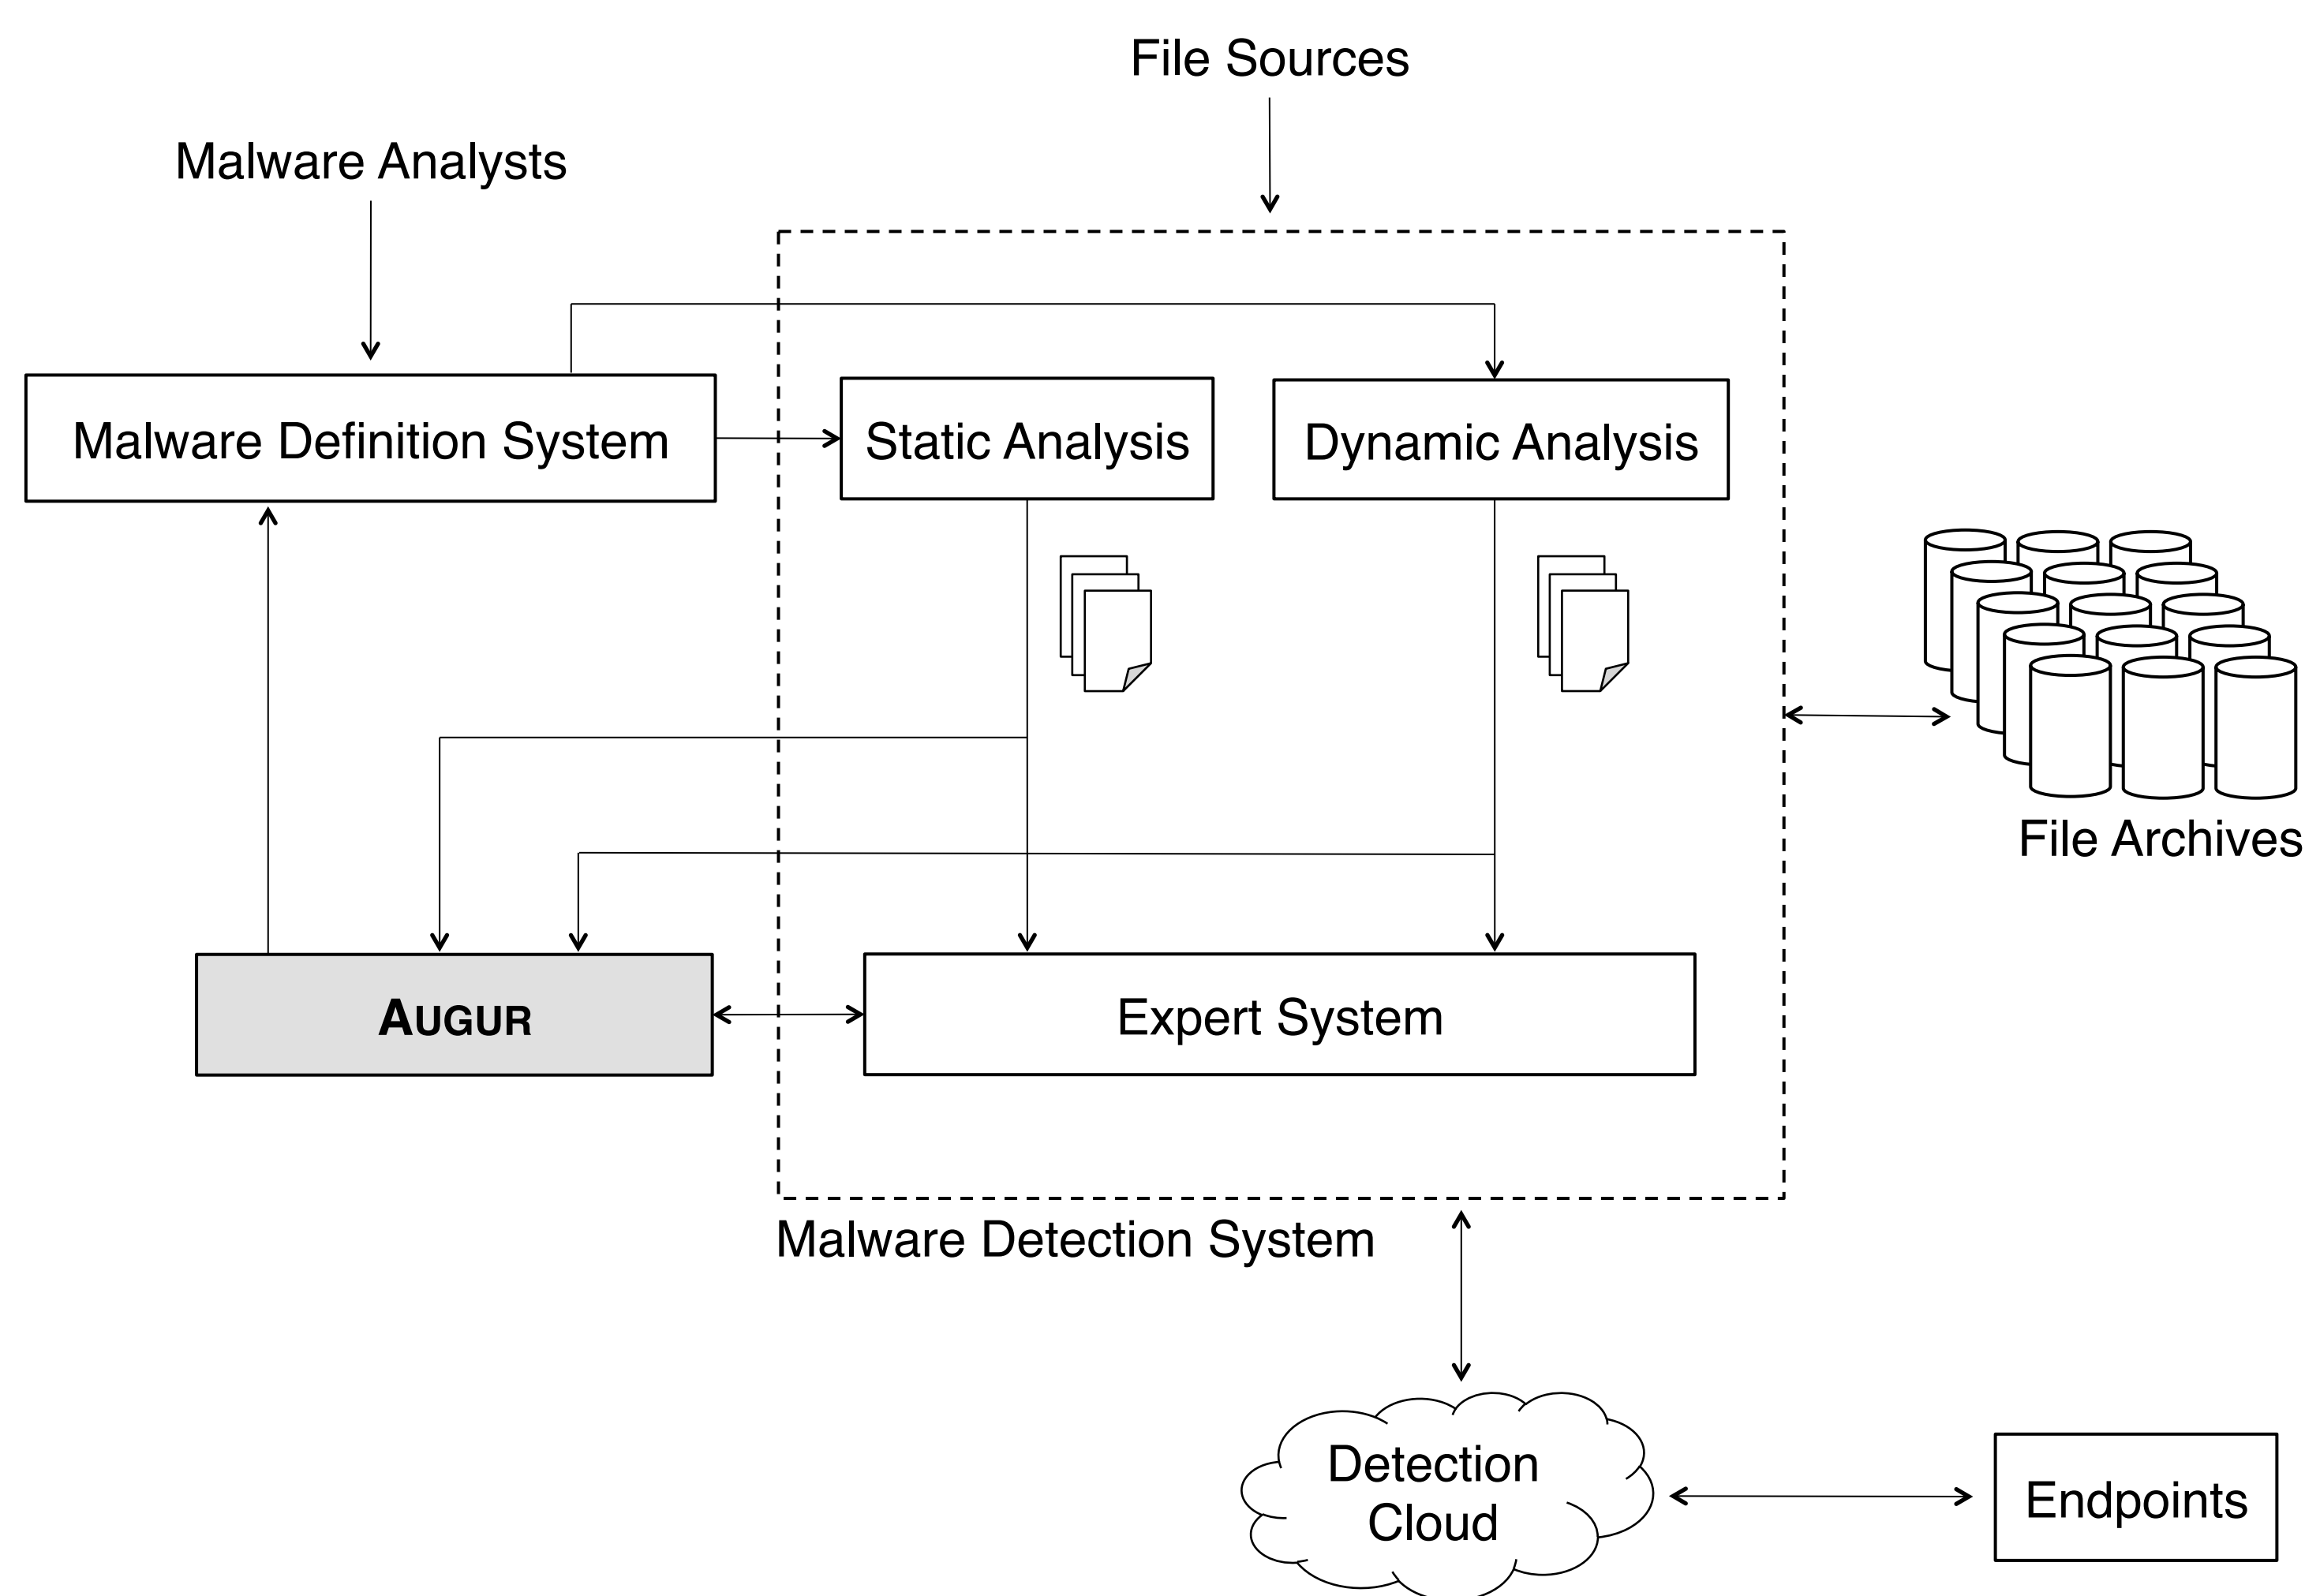 File Sources
Malware Analysts
Malware Definition System
Static Analysis
Dynamic Analysis
File Archives
AUGUR
Expert System
Malware Detection System
Detection
Cloud
Endpoints